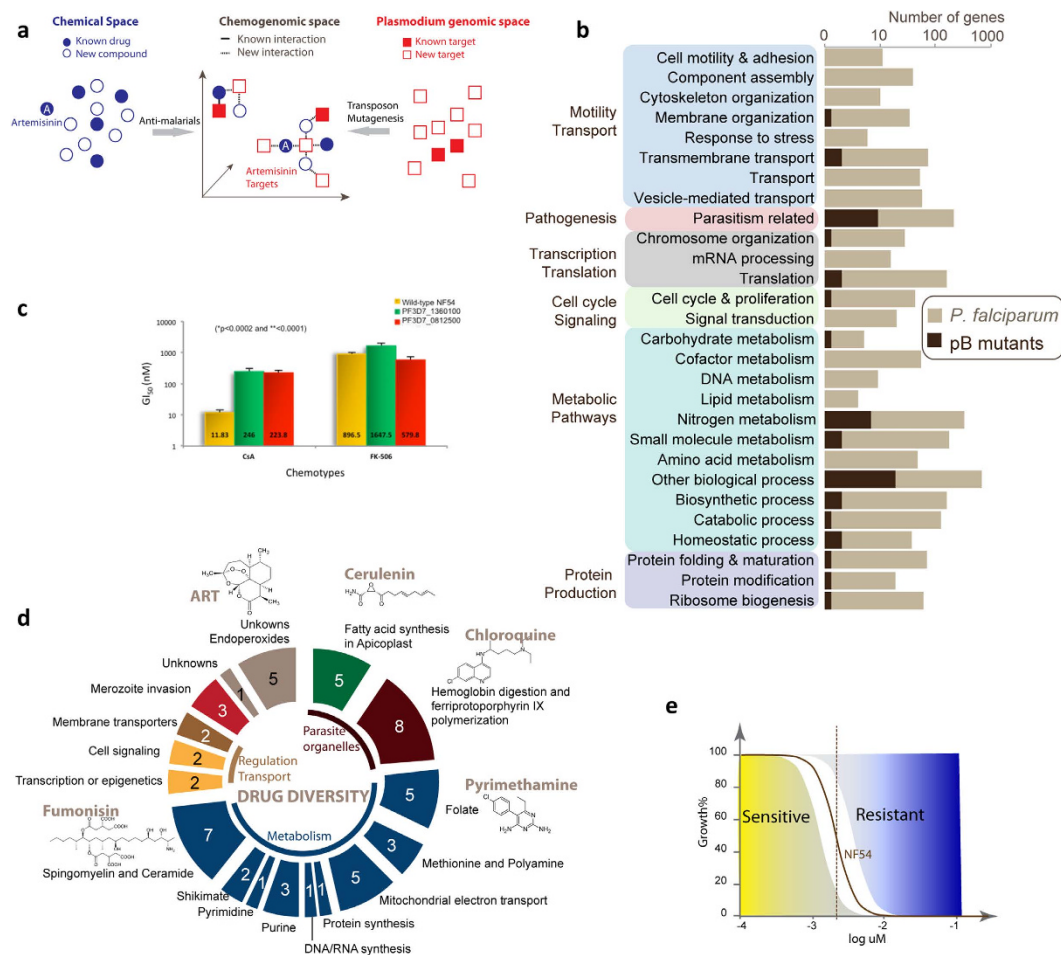 a
Chemical Space
Known drug
New compound
A
Artemisinin
Anti-malarials
Chemogenomic space
Known interaction
New interaction
A
Artemisinin
Targets
Transposon
Mutagenesis
Plasmodium genomic space
Known target
New target
b
Number of genes
0 10 100 1000
Motility
Transport
Cell motility & adhesion
Component assembly
Cytoskeleton organization
Membrane organization
Response to stress
Transmembrane transport
Transport
Vesicle-mediated transport
Pathogenesis
Parasitism related
Transcription
Translation
Chromosome organization
mRNA processing
Translation
Cell cycle
Signaling
Cell cycle & proliferation
Signal transduction
Metabolic
Pathways
Carbohydrate metabolism
Cofactor metabolism
DNA metabolism
Lipid metabolism
Nitrogen metabolism
Small molecule metabolism
Amino acid metabolism
Other biological process
Biosynthetic process
Catabolic process
Homeostatic process
Protein
Production
Protein folding & maturation
Protein modification
Ribosome biogenesis
P. falciparum
pB mutants
c
Wild-type NF54
PF3D7_1360100
PF3D7_0812500
(*p<0.0002 and **<0.0001)
GI50 (nM)
10000
1000
100
10
1
11.83 246 223.8 896.5 1647.5 579.8
CsA FK-506
Chemotypes
d
ART
Unkowns
Endoperoxides
5
Cerulenin
Fatty acid synthesis
in Apicoplast
5
Chloroquine
Hemoglobin digestion and
ferriprotoporphyrin IX
polymerization
8
Pyrimethamine
Folate
5
Methionine and Polyamine
3
Mitochondrial electron transport
5
Protein synthesis
1
DNA/RNA synthesis
1
Purine
3
Pyrimidine
1
Shikimate
2
Fumonisin
Spingomyelin and Ceramide
7
Transcription or epigenetics
2
Cell signaling
2
Membrane transporters
2
Merozoite invasion
3
Unknowns
1
Parasite
organelles
Regulation
Transport
DRUG DIVERSITY
Metabolism
e
Growth%
100
80
60
40
20
0
Sensitive
Resistant
NF54
-4 -3 -2 -1
log uM